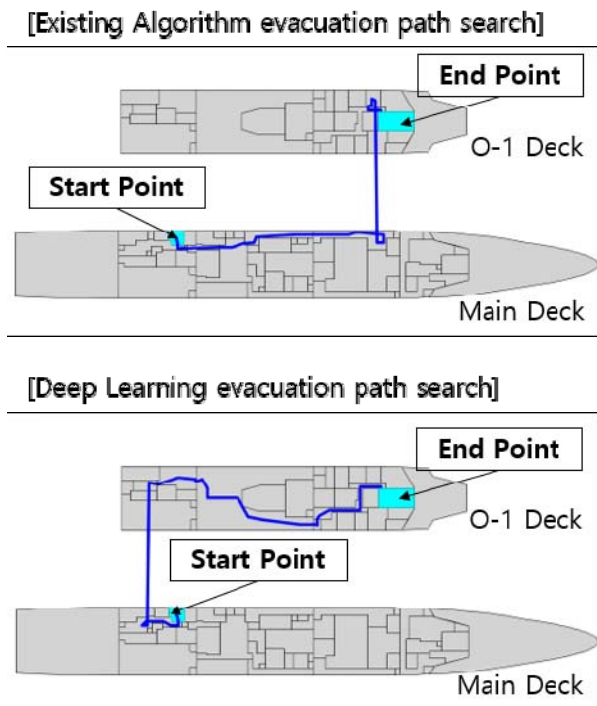 [Existing Algorithm evacuation path search]
End Point
O-1 Deck
Start Point
Main Deck
[Deep Learning evacuation path search]
End Point
O-1 Deck
Start Point
Main Deck